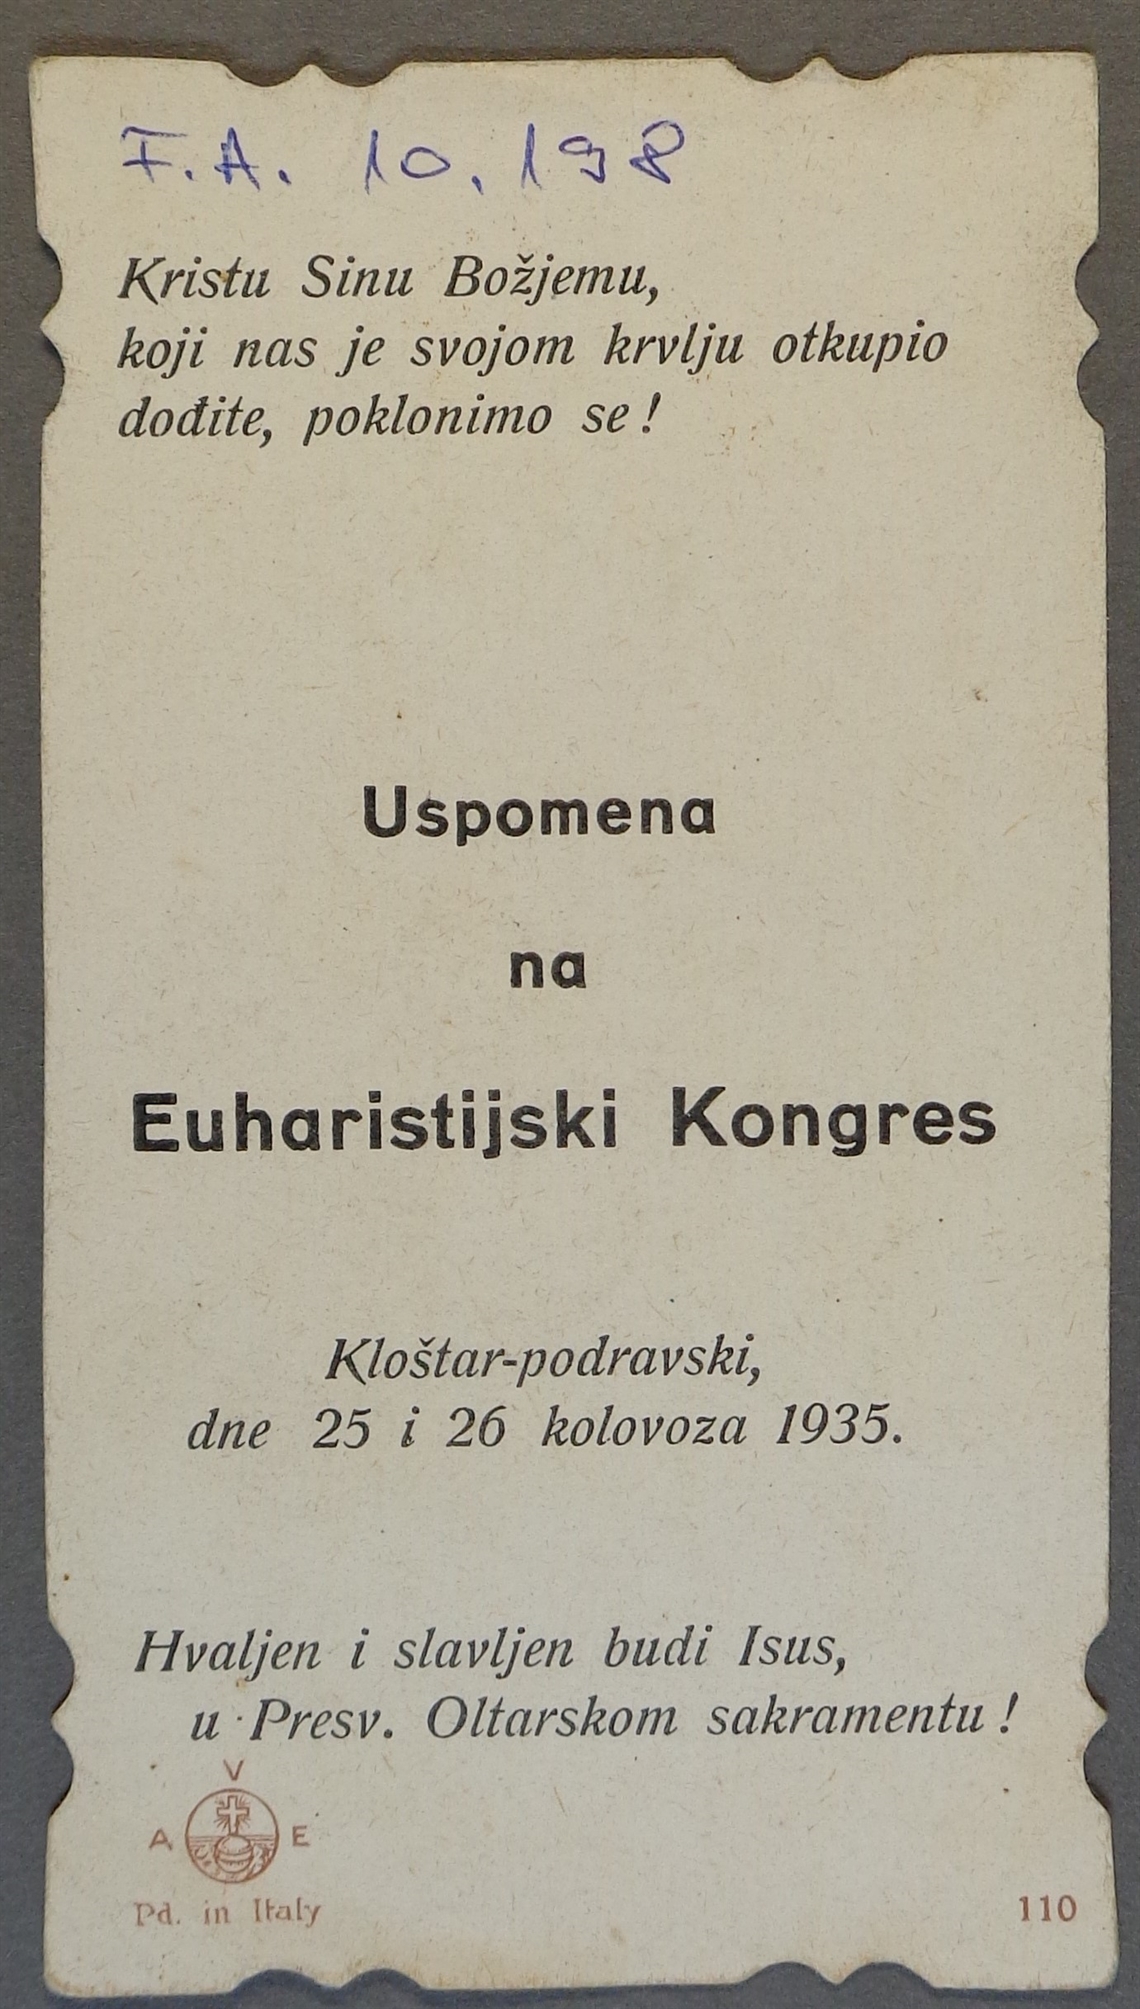 F.A. 10.198
Kristu Sinu Božjemu,
koji nas je svojom krvlju otkupio
dođite, poklonimo se !
Uspomena
na
Euharistijski Kongres
Kloštar-podravski,
dne 25 i 26 kolovoza 1935.
Hvaljen i slavljen budi Isus,
u Presv. Oltarskom sakramentu !
A V E
Pd. in Italy
110